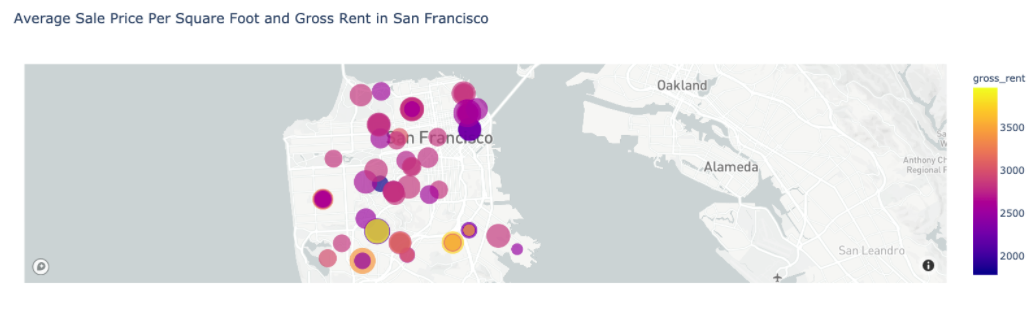 Average Sale Price Per Square Foot and Gross Rent in San Francisco
gross_rent
Oakland
3500
San Francisco
3000
Anthony Ch
Alameda
Regional
2500
San Leandro
2000